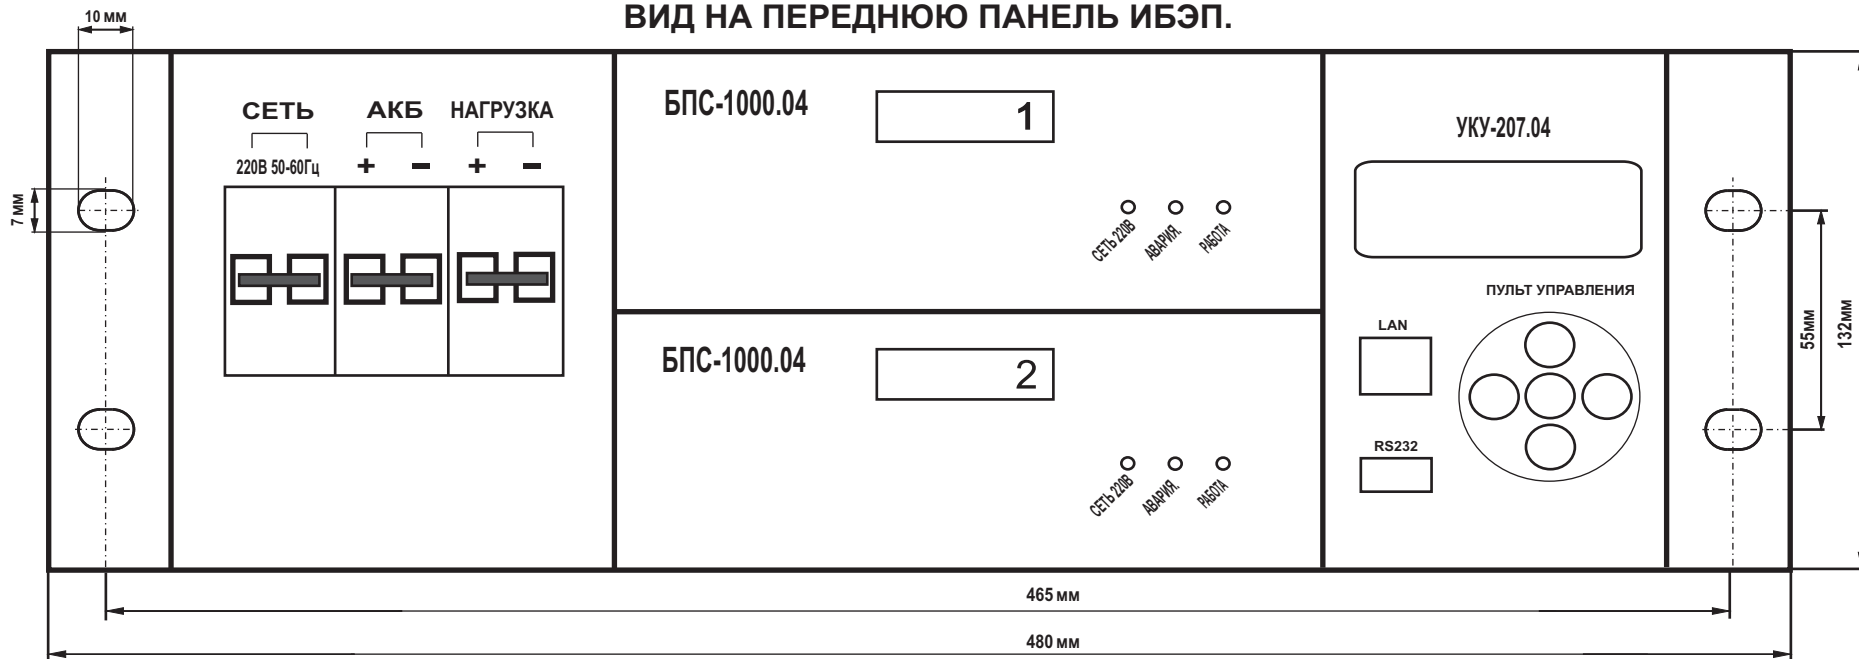 ВИД НА ПЕРЕДНЮЮ ПАНЕЛЬ ИБЭП.
10 мм
7 мм
СЕТЬ АКБ НАГРУЗКА
220В 50-60Гц + − + −
БПС-1000.04
1
СЕТЬ 220В АВАРИЯ. РАБОТА
БПС-1000.04
2
СЕТЬ 220В АВАРИЯ. РАБОТА
УКУ-207.04
ПУЛЬТ УПРАВЛЕНИЯ
LAN
RS232
55мм
132мм
465 мм
480 мм